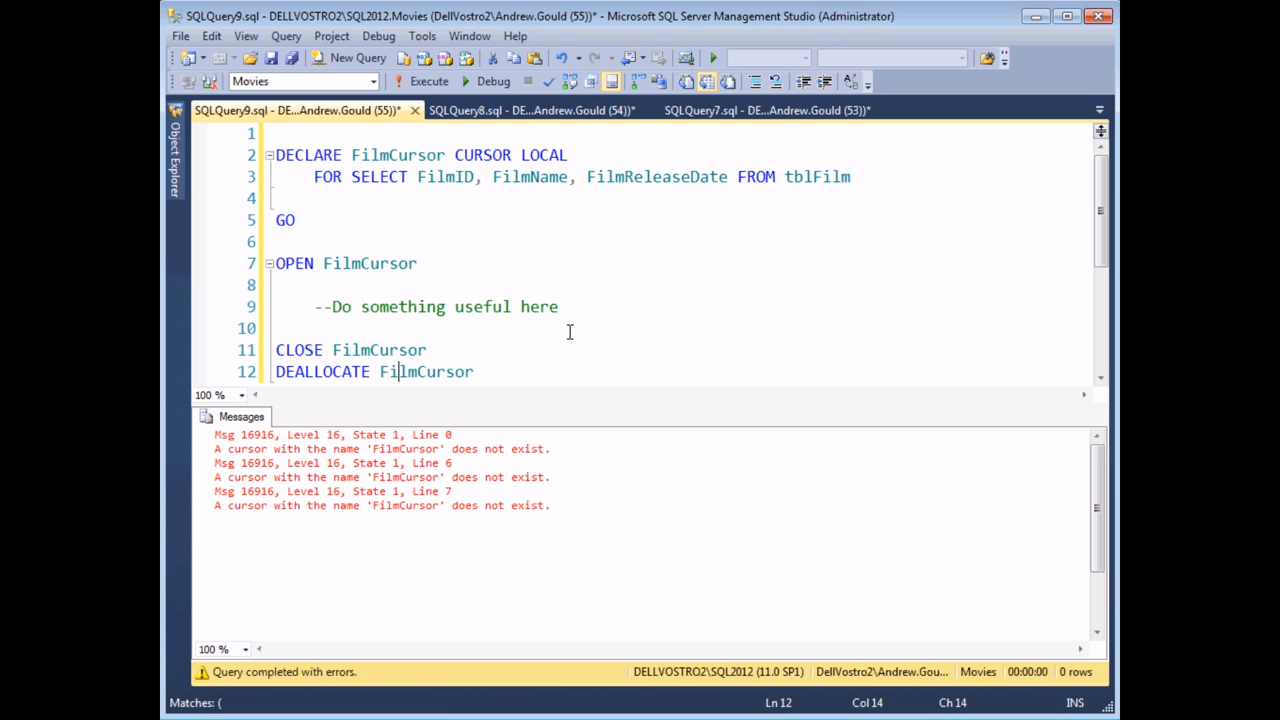 SQLQuery9.sql - DELLVOSTRO2\SQL2012.Movies (DellVostro2\Andrew.Gould (55))* - Microsoft SQL Server Management Studio (Administrator)
File Edit View Query Project Debug Tools Window Help
New Query
Movies Execute Debug
SQLQuery9.sql - DE...Andrew.Gould (55))* SQLQuery8.sql - DE...Andrew.Gould (54))* SQLQuery7.sql - DE...Andrew.Gould (53))*
Object Explorer
1
2 DECLARE FilmCursor CURSOR LOCAL
3 FOR SELECT FilmID, FilmName, FilmReleaseDate FROM tblFilm
4
5 GO
6
7 OPEN FilmCursor
8
9 --Do something useful here
10
11 CLOSE FilmCursor
12 DEALLOCATE FilmCursor
100 %
Messages
Msg 16916, Level 16, State 1, Line 0
A cursor with the name 'FilmCursor' does not exist.
Msg 16916, Level 16, State 1, Line 6
A cursor with the name 'FilmCursor' does not exist.
Msg 16916, Level 16, State 1, Line 7
A cursor with the name 'FilmCursor' does not exist.
100 %
Query completed with errors. DELLVOSTRO2\SQL2012 (11.0 SP1) DellVostro2\Andrew.Gou... Movies 00:00:00 0 rows
Matches: ( Ln 12 Col 14 Ch 14 INS